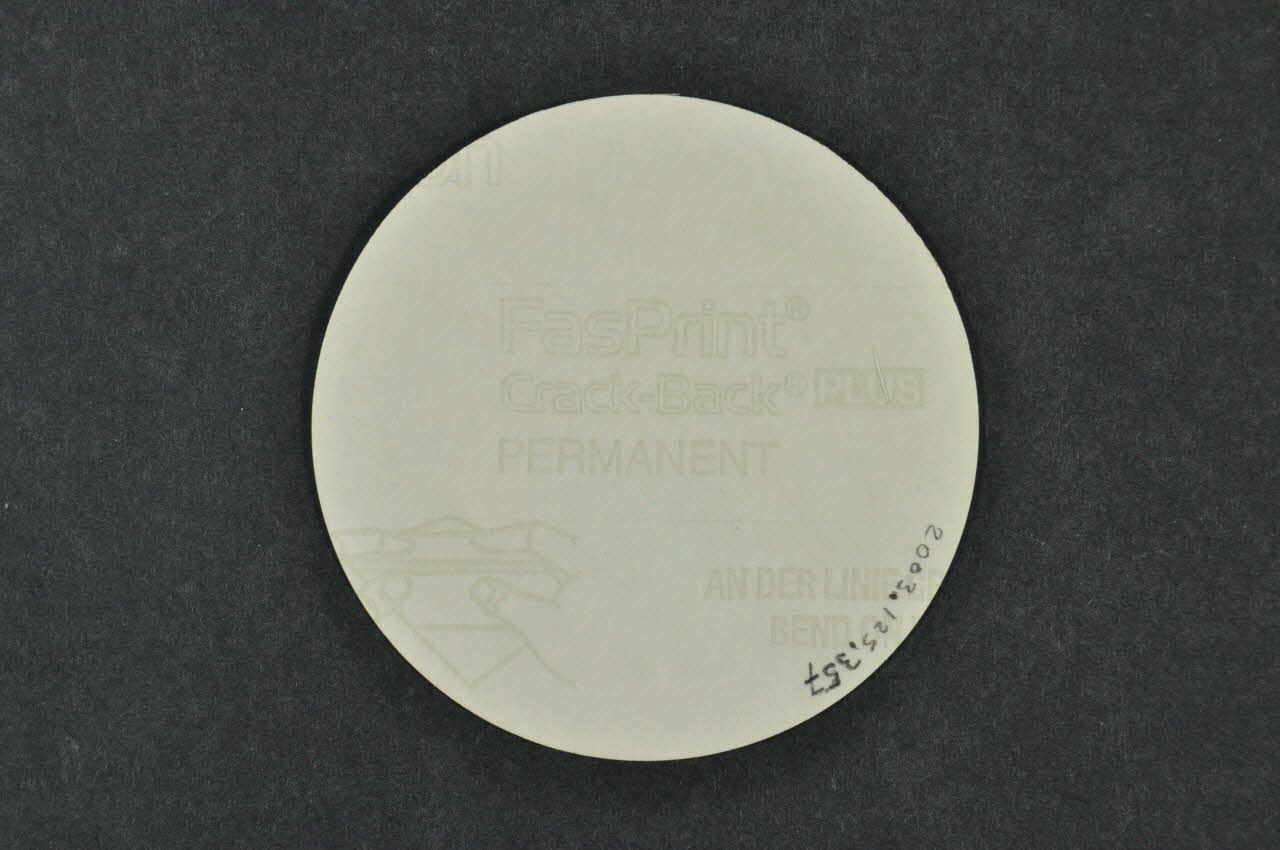 FasPrint®
Crack-Back® PLUS
PERMANENT
AN DER LINIE
BEND
2003.125.357